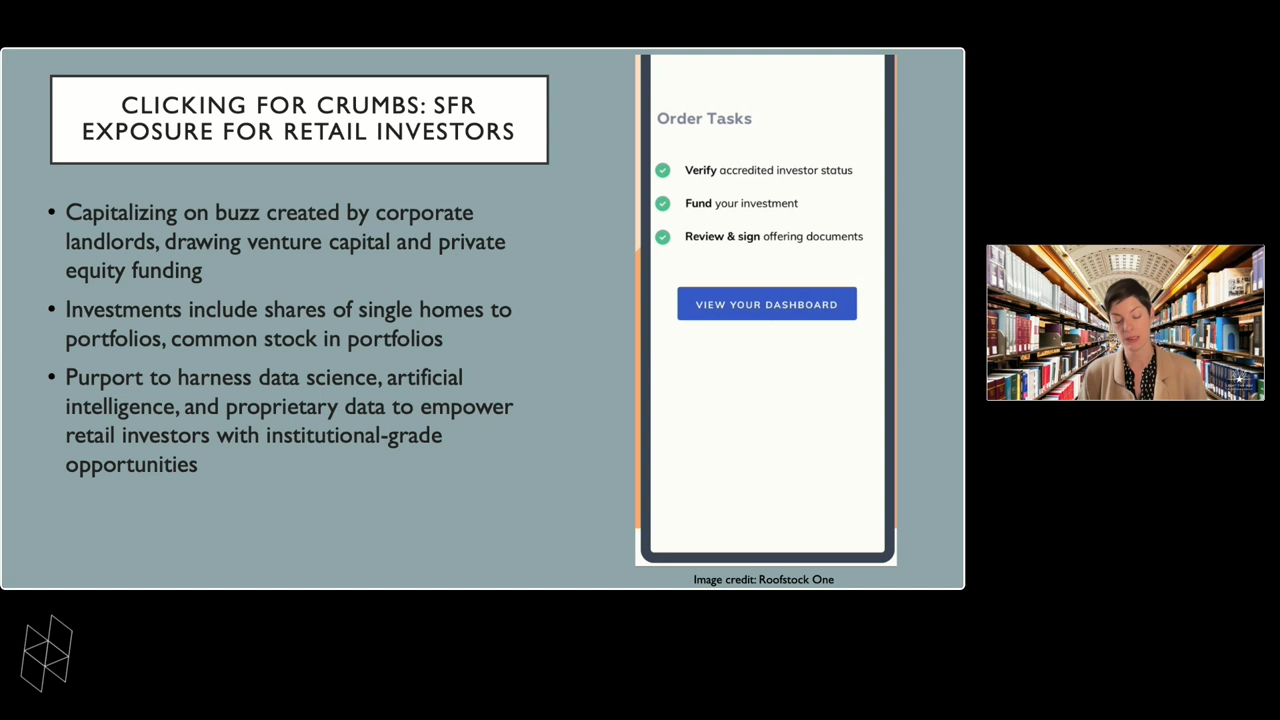 CLICKING FOR CRUMBS: SFR
EXPOSURE FOR RETAIL INVESTORS
• Capitalizing on buzz created by corporate
landlords, drawing venture capital and private
equity funding
• Investments include shares of single homes to
portfolios, common stock in portfolios
• Purport to harness data science, artificial
intelligence, and proprietary data to empower
retail investors with institutional-grade
opportunities
Order Tasks
Verify accredited investor status
Fund your investment
Review & sign offering documents
VIEW YOUR DASHBOARD
Image credit: Roofstock One